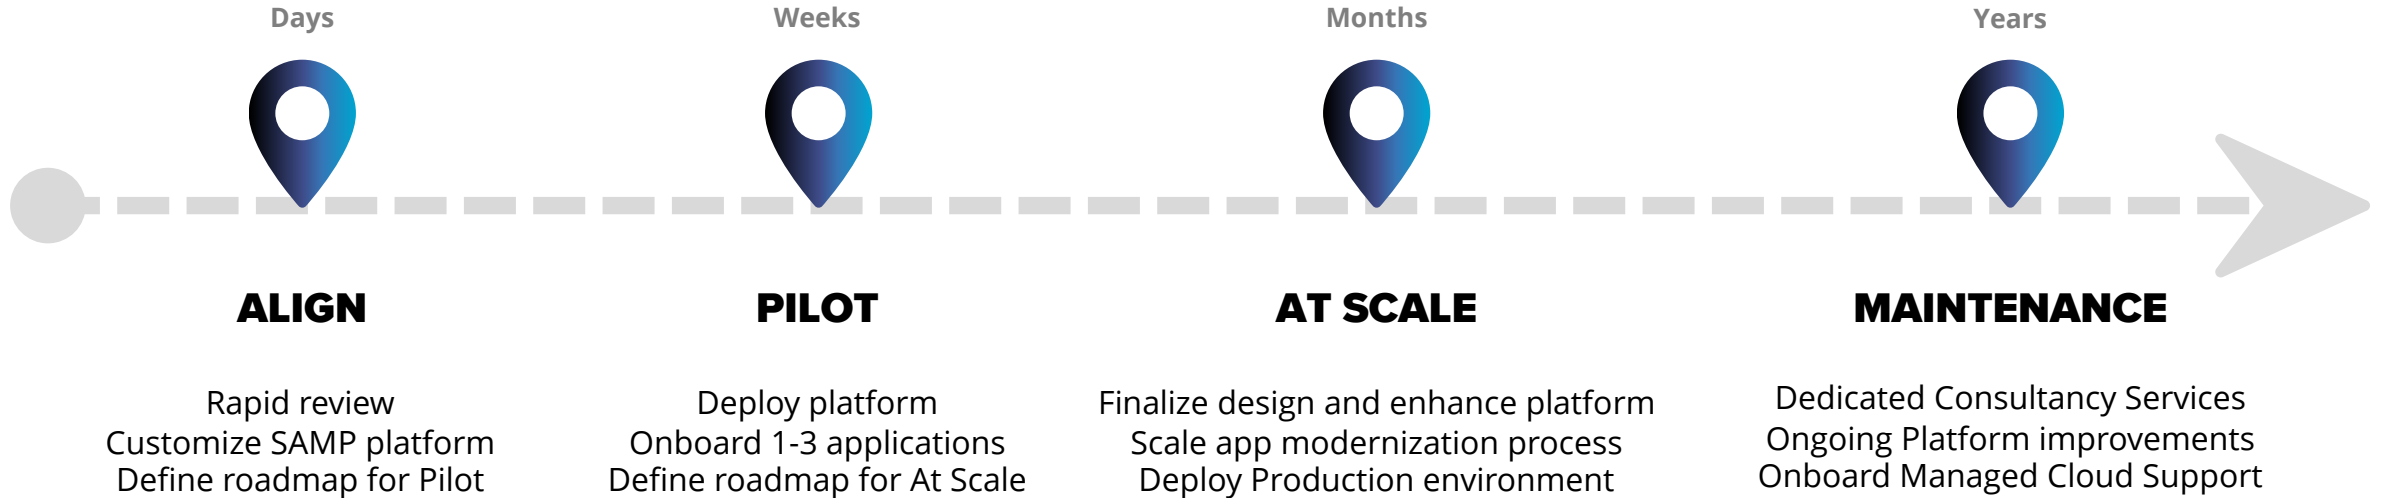 Days
Weeks
Months
Years
ALIGN
PILOT
AT SCALE
MAINTENANCE
Rapid review
Customize SAMP platform
Define roadmap for Pilot
Deploy platform
Onboard 1-3 applications
Define roadmap for At Scale
Finalize design and enhance platform
Scale app modernization process
Deploy Production environment
Dedicated Consultancy Services
Ongoing Platform improvements
Onboard Managed Cloud Support